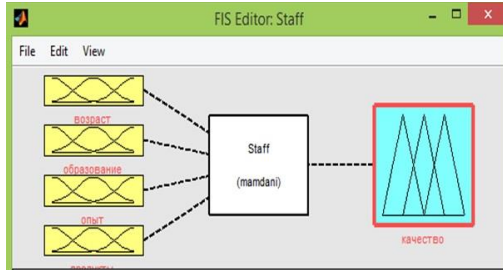 FIS Editor: Staff
File Edit View
возраст
образование
опыт
Staff
(mamdani)
качество